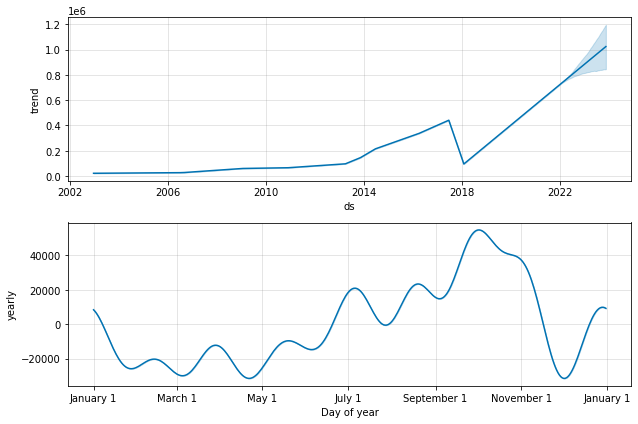 1e6
1.2
1.0
0.8
0.6
0.4
0.2
0.0
trend
2002 2006 2010 2014 2018 2022
ds
40000
20000
0
−20000
yearly
January 1 March 1 May 1 July 1 September 1 November 1 January 1
Day of year